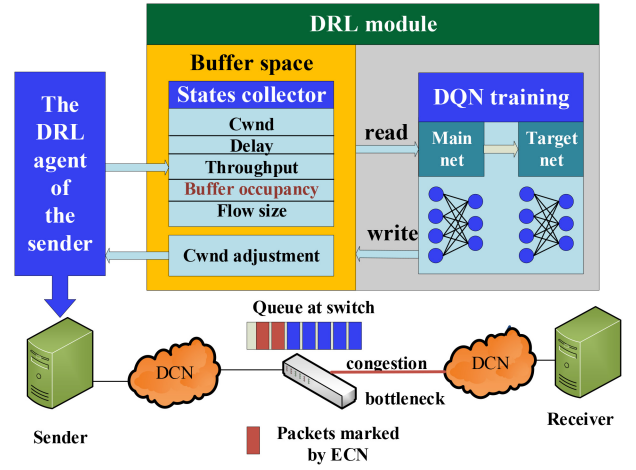 DRL module
Buffer space
States collector
Cwnd
Delay
Throughput
Buffer occupancy
Flow size
Cwnd adjustment
The
DRL
agent
of
the
sender
read
write
DQN training
Main
net
Target
net
Queue at switch
DCN
congestion
bottleneck
DCN
Sender
Receiver
Packets marked
by ECN